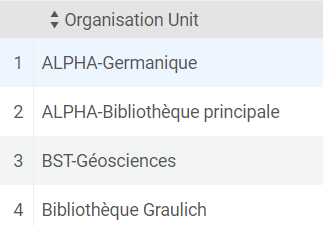 Organisation Unit
1 ALPHA-Germanique
2 ALPHA-Bibliothèque principale
3 BST-Géosciences
4 Bibliothèque Graulich